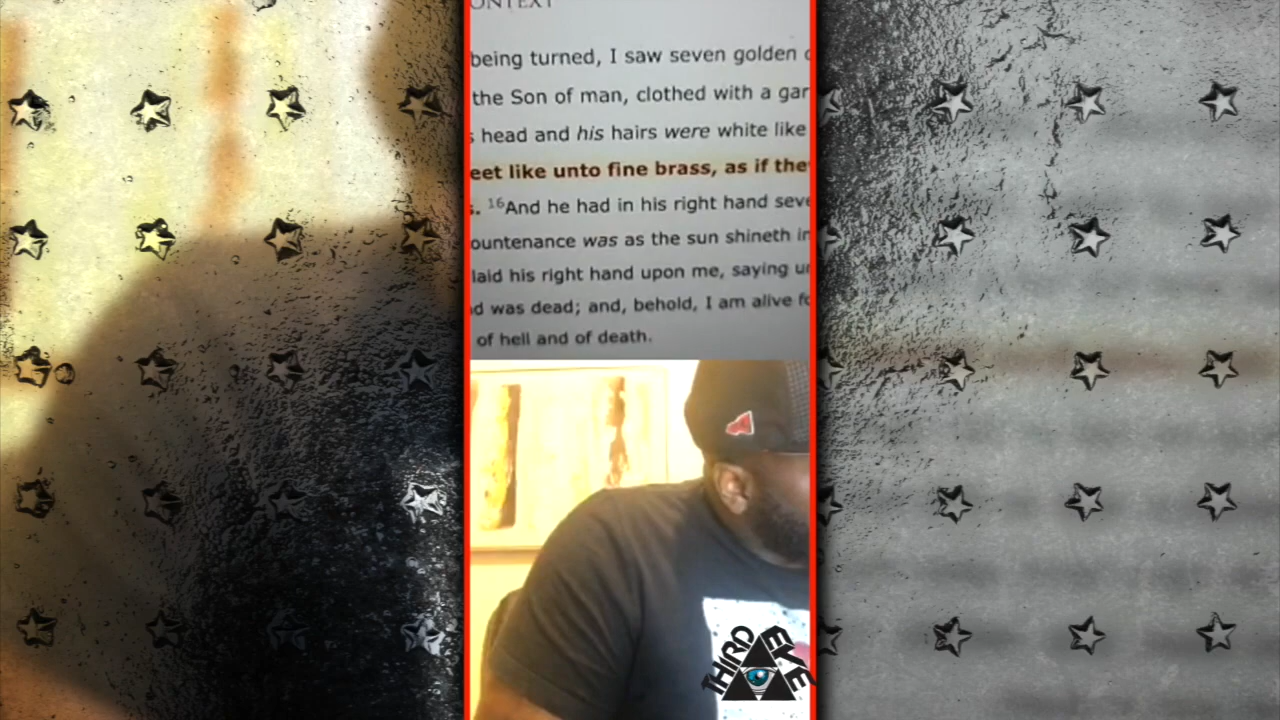 ONTEXT
being turned, I saw seven golden
the Son of man, clothed with a gar
head and his hairs were white like
eet like unto fine brass, as if the
. 16And he had in his right hand seve
ountenance was as the sun shineth in
laid his right hand upon me, saying un
d was dead; and, behold, I am alive fo
of hell and of death.
THIRD EYE